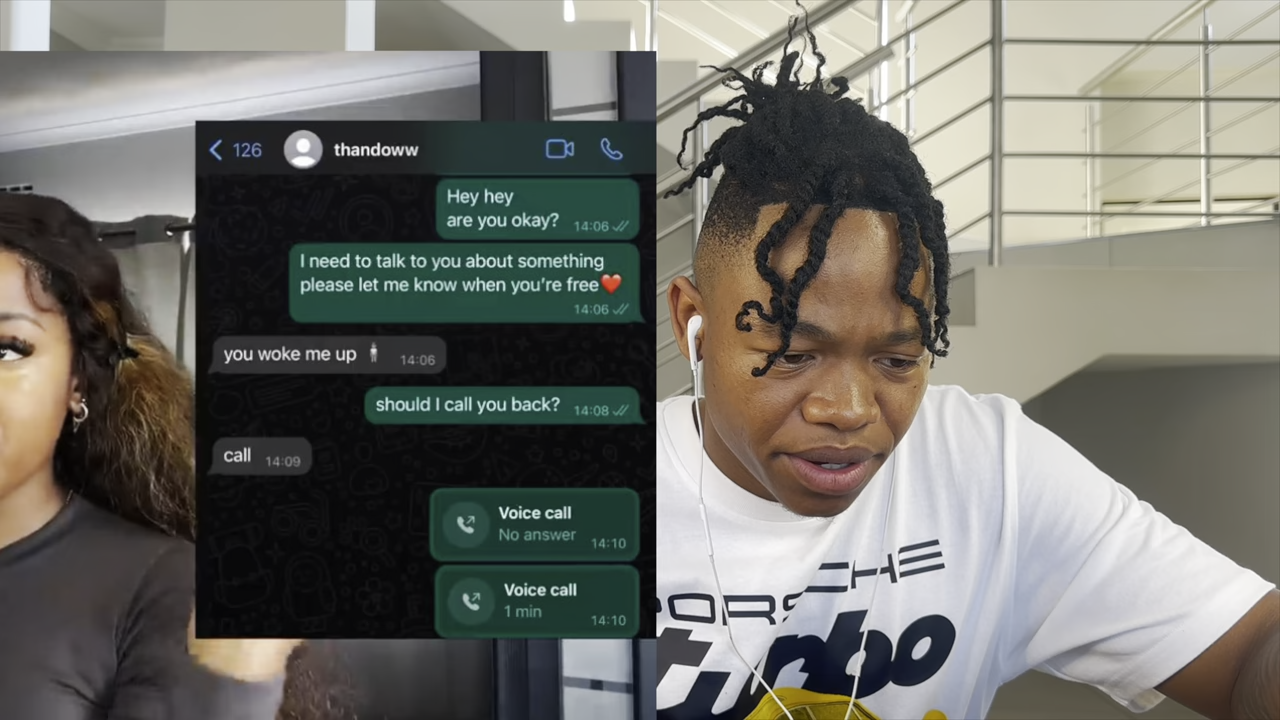 126
thandoww
Hey hey
are you okay?
14:06
I need to talk to you about something
please let me know when you're free❤️
14:06
you woke me up 🧍
14:06
should I call you back?
14:08
call
14:09
Voice call
No answer
14:10
Voice call
1 min
14:10
PORSCHE
turbo